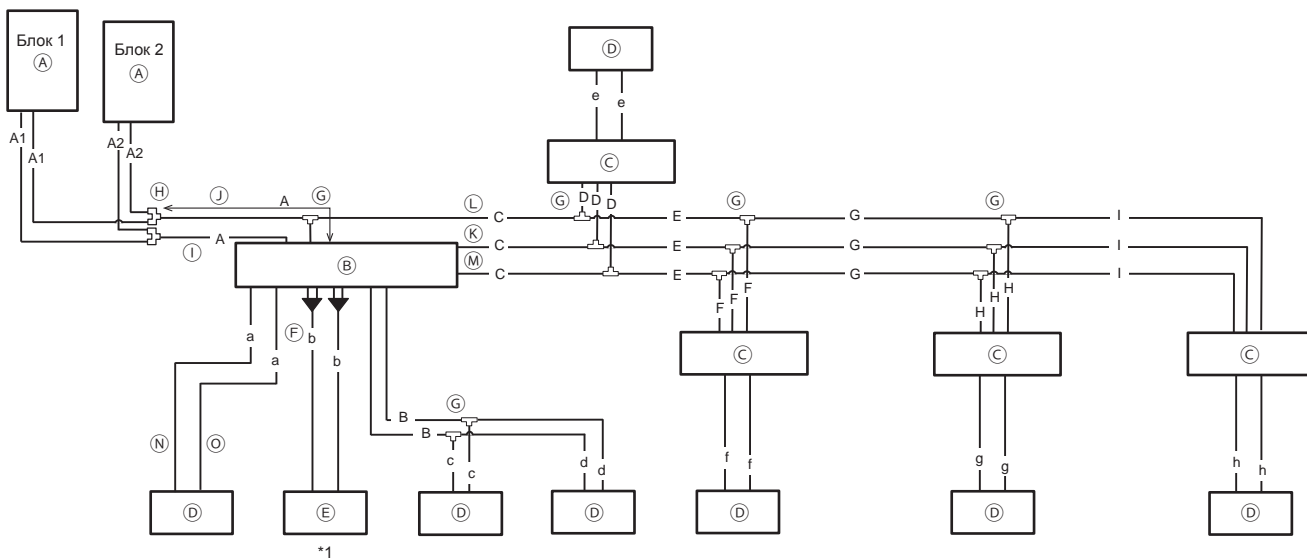 Блок 1
Ⓐ
Блок 2
Ⓐ
Ⓓ
e e
A1 A1
A2 A2
Ⓒ
D D D
Ⓗ Ⓙ A Ⓖ Ⓛ Ⓖ Ⓖ Ⓖ
C E G I
Ⓚ
A C E G I
Ⓘ Ⓑ Ⓜ
C E G I
F F F
H H H
a a Ⓕ b b
Ⓒ Ⓒ Ⓒ
Ⓖ
B
B
Ⓝ Ⓞ
c c d d f f g g h h
Ⓓ Ⓔ Ⓓ Ⓓ Ⓓ Ⓓ Ⓓ
*1